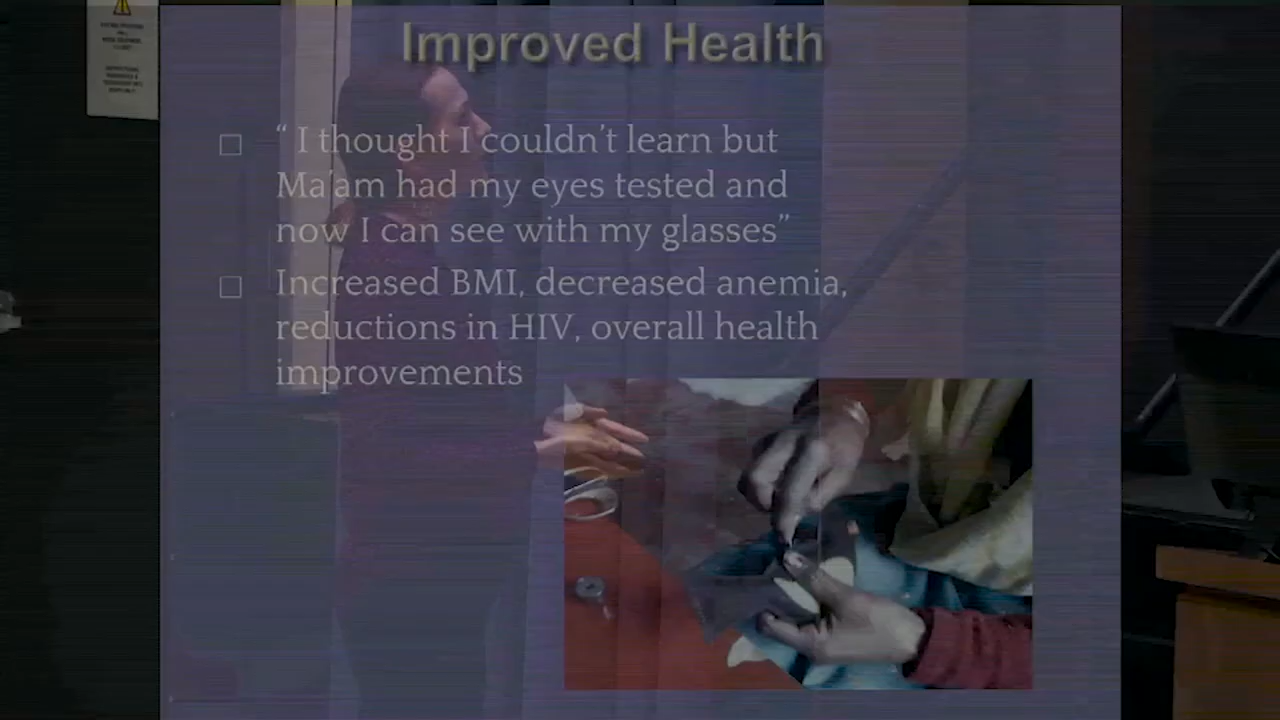 Improved Health
“ I thought I couldn’t learn but
Ma’am had my eyes tested and
now I can see with my glasses”
Increased BMI, decreased anemia,
reductions in HIV, overall health
improvements